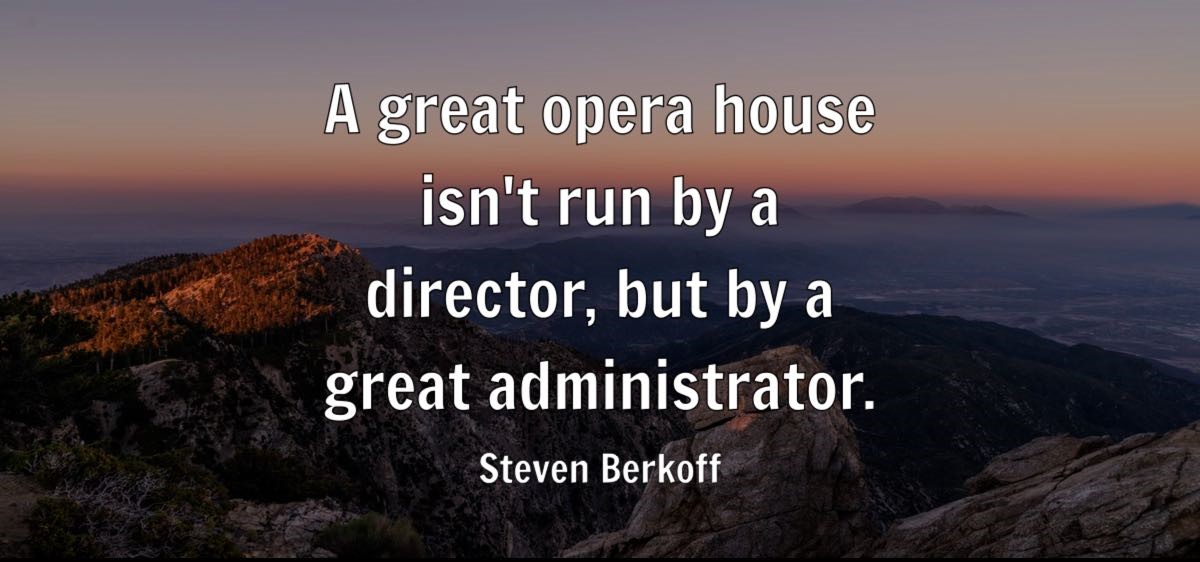 A great opera house
isn't run by a
director, but by a
great administrator.
Steven Berkoff